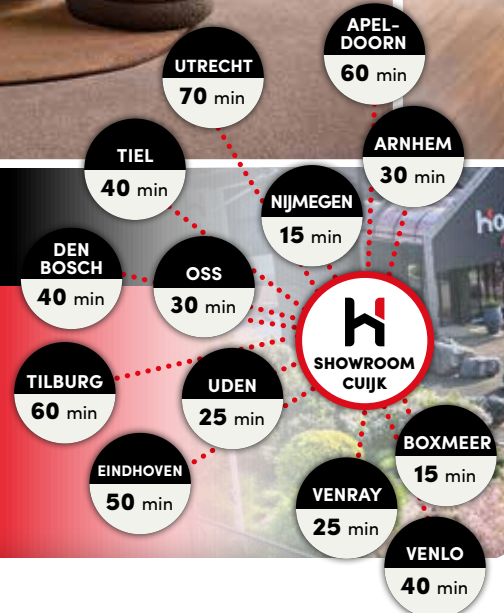 APEL-
DOORN
60 min
UTRECHT
70 min
ARNHEM
30 min
TIEL
40 min
NIJMEGEN
15 min
DEN
BOSCH
40 min
OSS
30 min
SHOWROOM
CUIJK
TILBURG
60 min
UDEN
25 min
BOXMEER
15 min
EINDHOVEN
50 min
VENRAY
25 min
VENLO
40 min